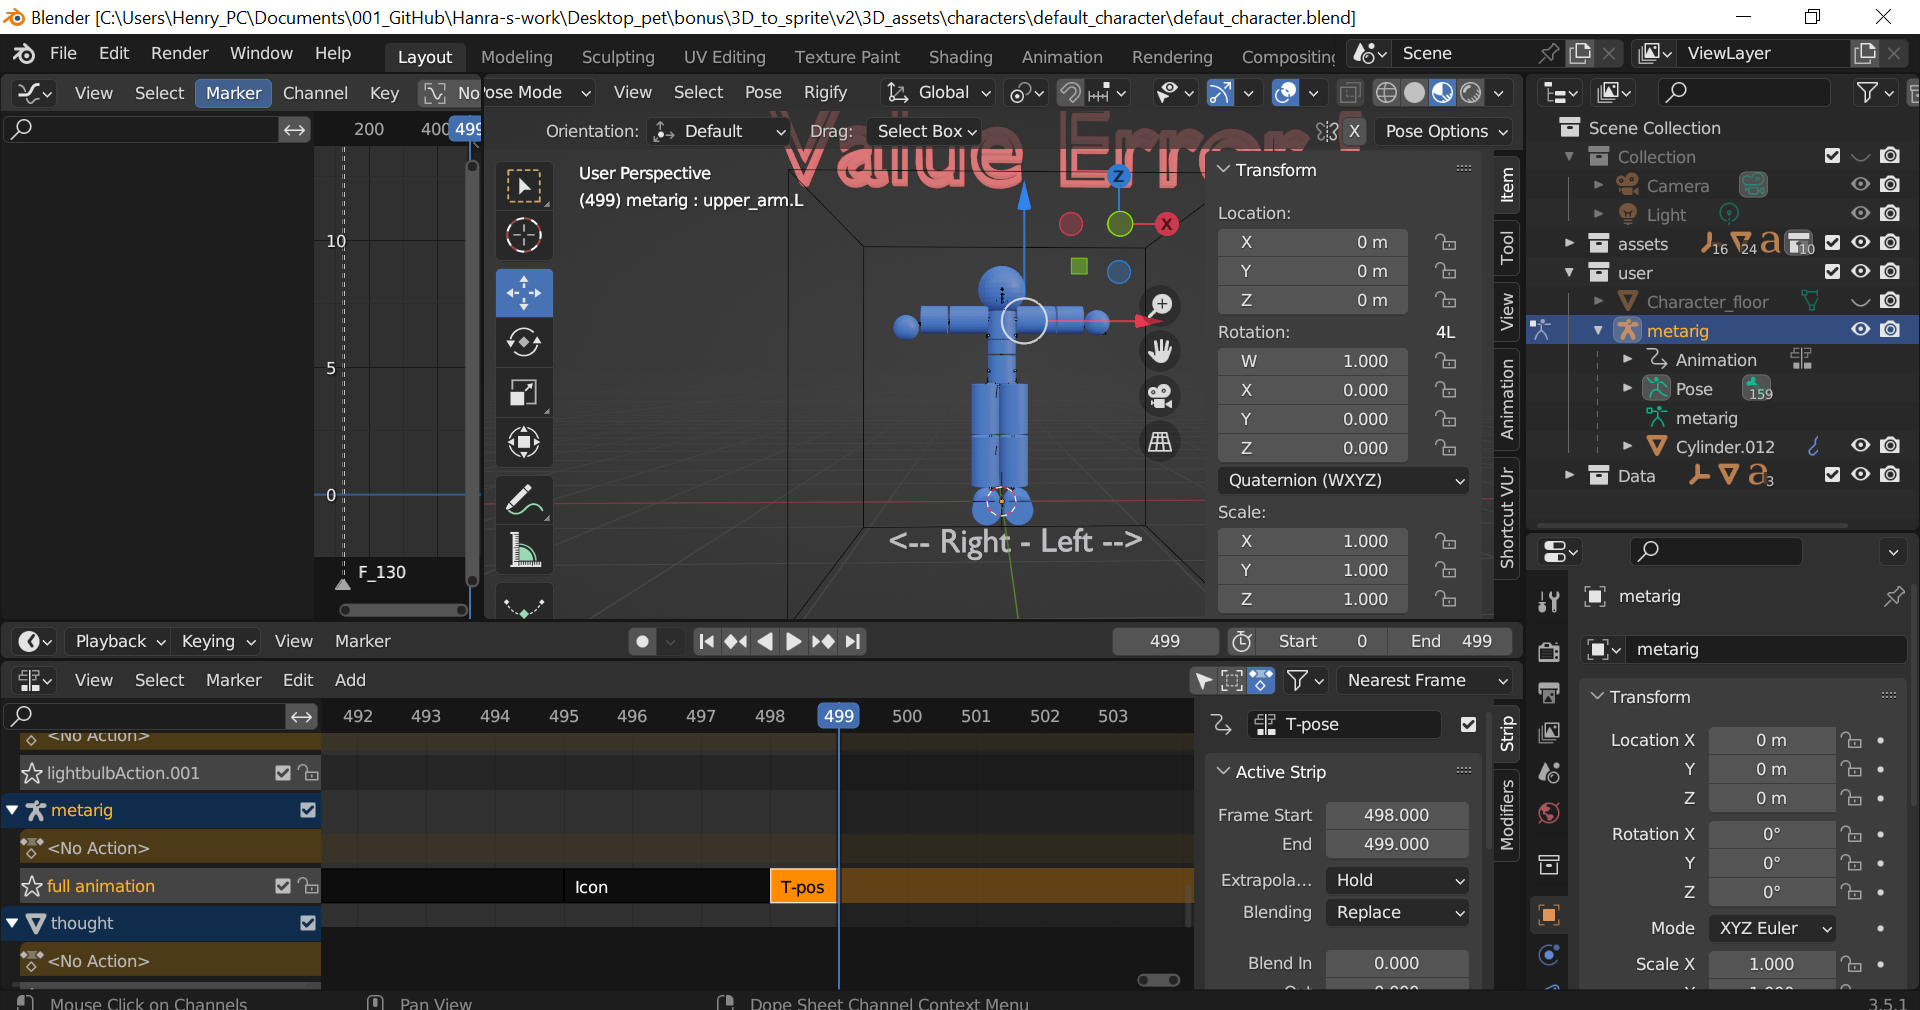 Blender [C:\Users\Henry_PC\Documents\001_GitHub\Hanra-s-work\Desktop_pet\bonus\3D_to_sprite\v2\3D_assets\characters\default_character\defaut_character.blend]
File Edit Render Window Help Layout Modeling Sculpting UV Editing Texture Paint Shading Animation Rendering Compositing Scene ViewLayer
View Select Marker Channel Key No
ose Mode View Select Pose Rigify Global
200 400 499
Orientation: Default Drag: Select Box X Pose Options
Value Error!
User Perspective
(499) metarig : upper_arm.L
Z
X
10
5
0
F_130
<-- Right - Left -->
Transform
Location:
X 0 m
Y 0 m
Z 0 m
Rotation: 4L
W 1.000
X 0.000
Y 0.000
Z 0.000
Quaternion (WXYZ)
Scale:
X 1.000
Y 1.000
Z 1.000
Item
Tool
View
Animation
Shortcut VUr
Scene Collection
Collection
Camera
Light
assets 16 24 10
user
Character_floor
metarig
Animation
Pose 159
metarig
Cylinder.012
Data 3
Playback Keying View Marker 499 Start 0 End 499
View Select Marker Edit Add Nearest Frame
492 493 494 495 496 497 498 499 500 501 502 503
<No Action>
lightbulbAction.001
metarig
<No Action>
full animation Icon T-pos
thought
<No Action>
T-pose
Active Strip
Frame Start 498.000
End 499.000
Extrapola... Hold
Blending Replace
Blend In 0.000
Out 0.000
Strip
Modifiers
metarig
metarig
Transform
Location X 0 m
Y 0 m
Z 0 m
Rotation X 0°
Y 0°
Z 0°
Mode XYZ Euler
Scale X 1.000
Y 1.000
Mouse Click on Channels Pan View Dope Sheet Channel Context Menu 3.5.1